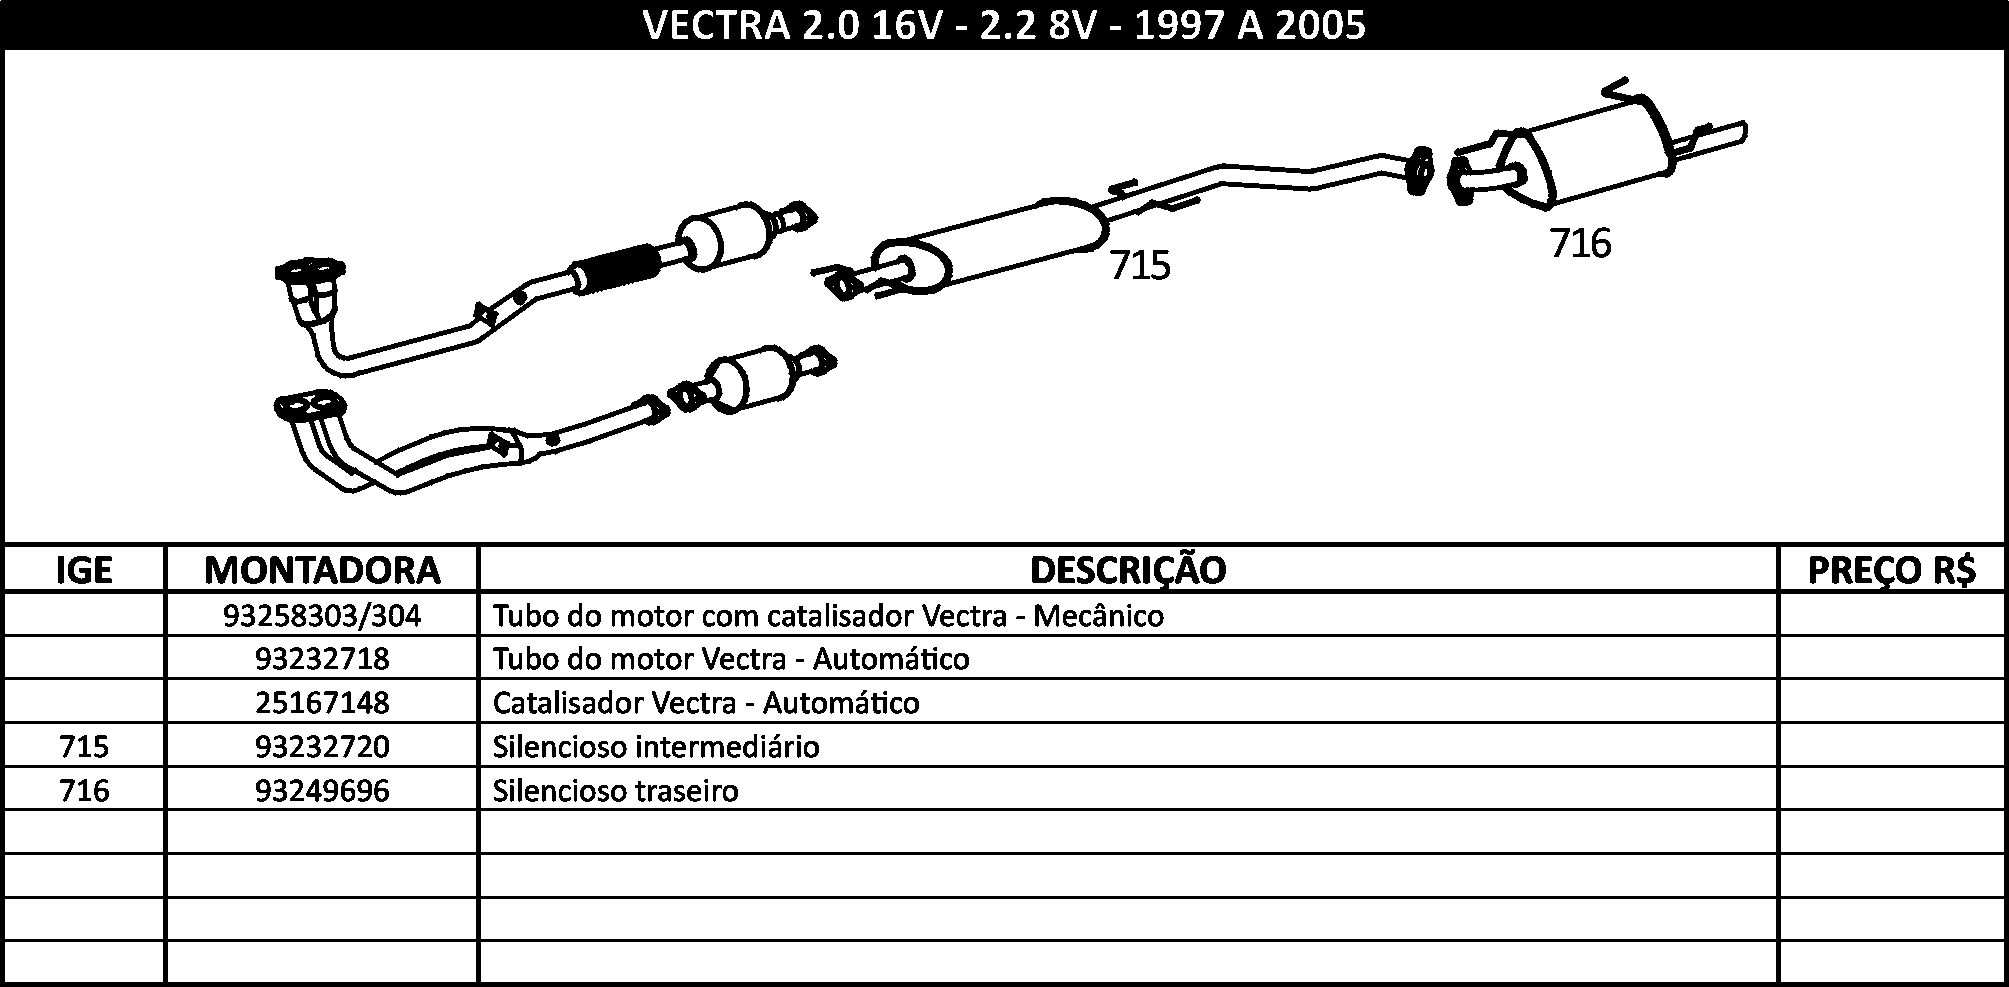 VECTRA 2.0 16V - 2.2 8V - 1997 A 2005
716
715
IGE MONTADORA DESCRIÇÃO PREÇO R$
93258303/304 Tubo do motor com catalisador Vectra - Mecânico
93232718 Tubo do motor Vectra - Automático
25167148 Catalisador Vectra - Automático
715 93232720 Silencioso intermediário
716 93249696 Silencioso traseiro